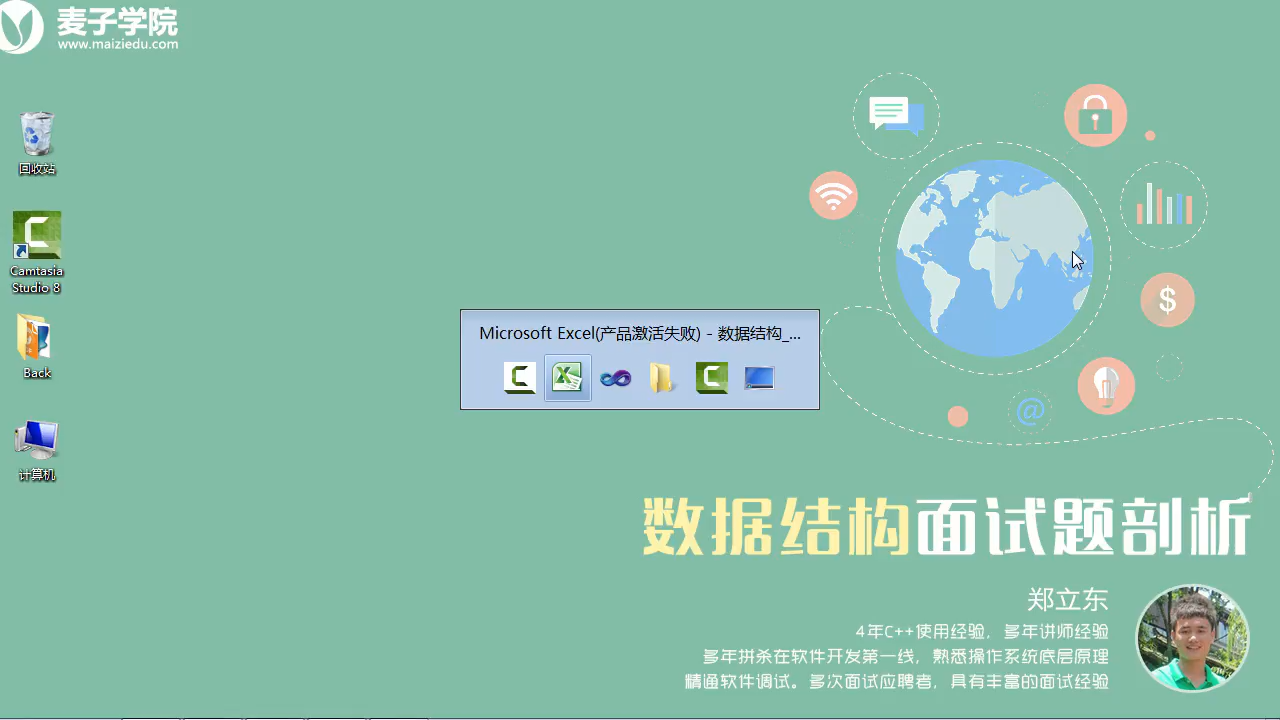 麦子学院
www.maiziedu.com
回收站
Camtasia
Studio 8
Back
计算机
Microsoft Excel(产品激活失败) - 数据结构_...
@
$
数据结构面试题剖析
郑立东
4年C++使用经验，多年讲师经验
多年拼杀在软件开发第一线，熟悉操作系统底层原理
精通软件调试。多次面试应聘者，具有丰富的面试经验